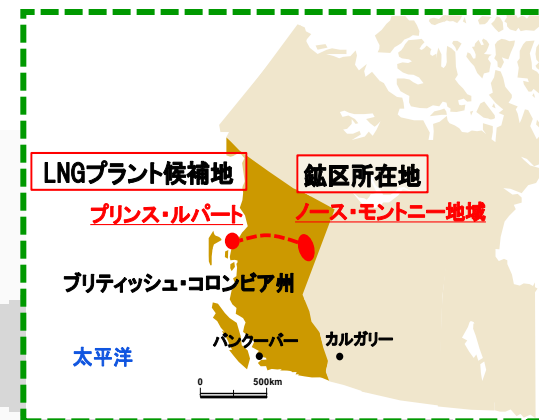 LNGプラント候補地
鉱区所在地
プリンス・ルパート
ノース・モントニー地域
ブリティッシュ・コロンビア州
バンクーバー
カルガリー
太平洋
0
500km